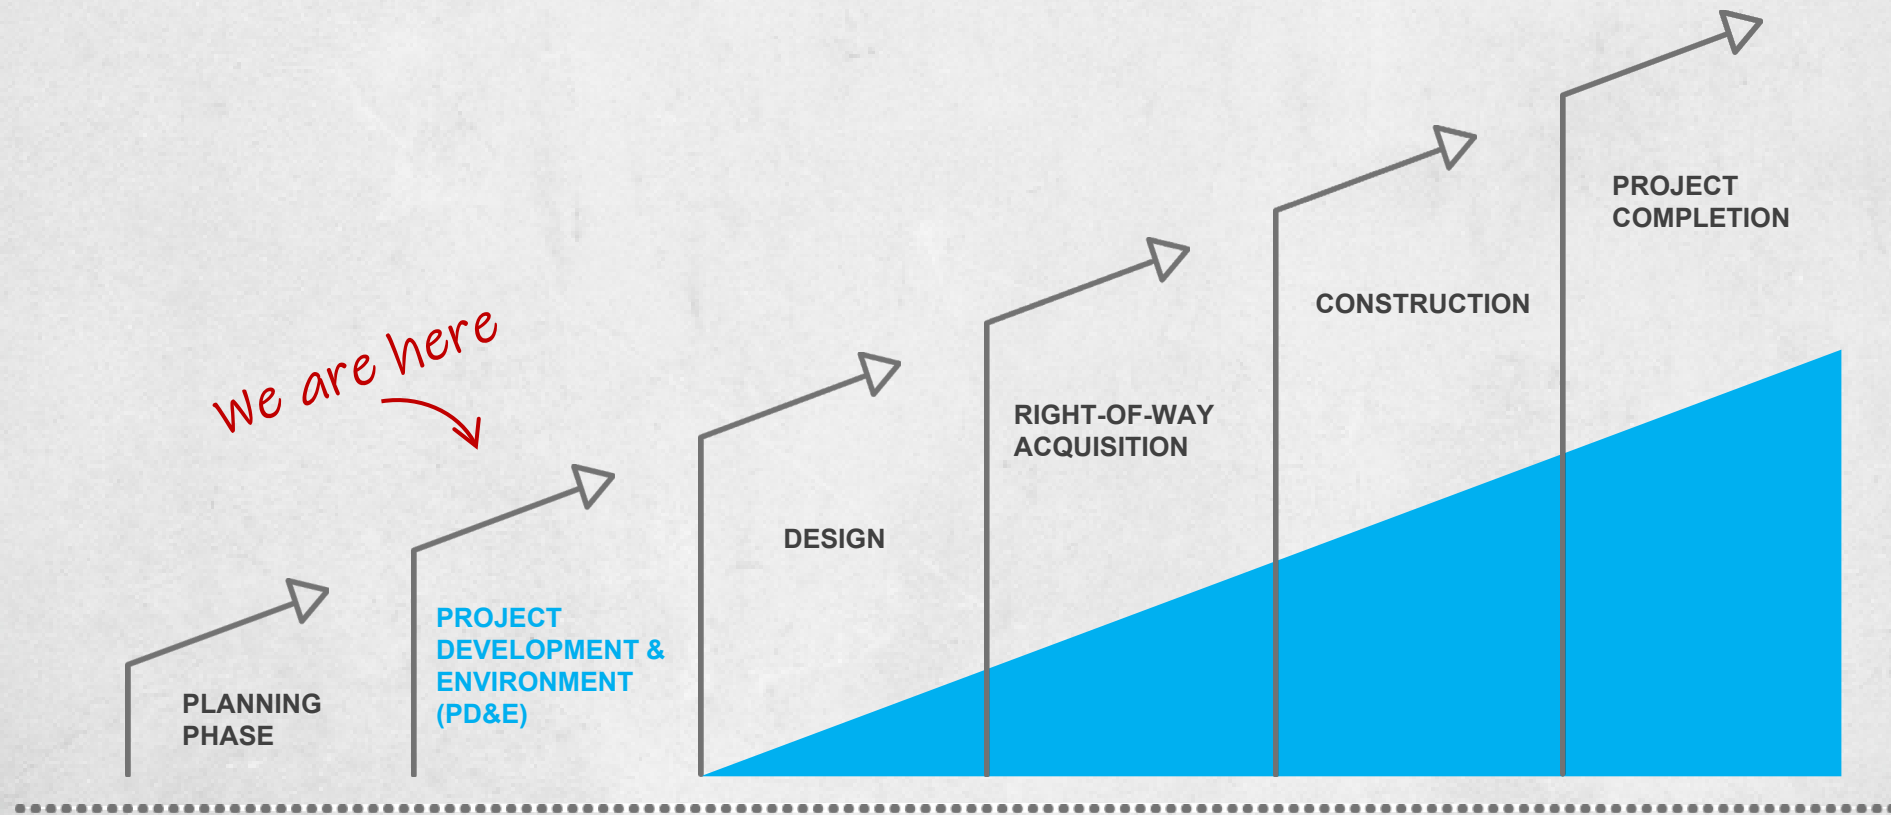 We are here
PLANNING
PHASE
PROJECT
DEVELOPMENT &
ENVIRONMENT
(PD&E)
DESIGN
RIGHT-OF-WAY
ACQUISITION
CONSTRUCTION
PROJECT
COMPLETION